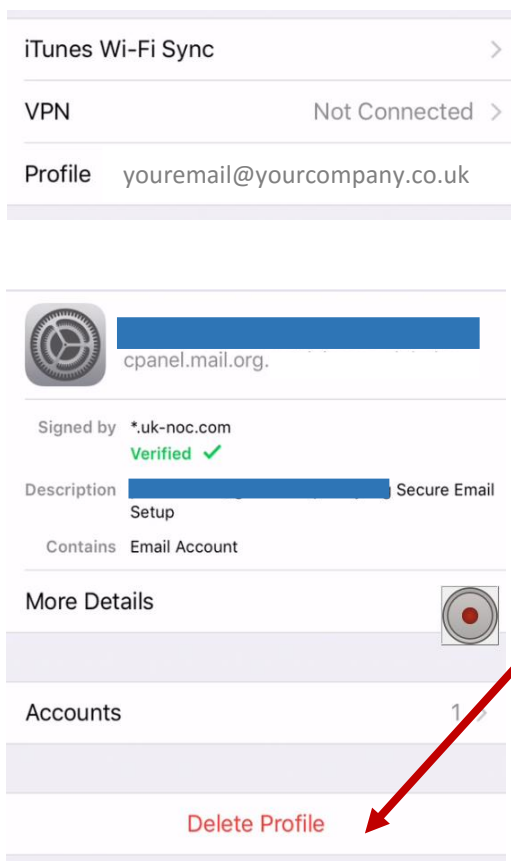 iTunes Wi-Fi Sync
VPN Not Connected
Profile youremail@yourcompany.co.uk
cpanel.mail.org.
Signed by *.uk-noc.com
Verified ✓
Description Secure Email
Setup
Contains Email Account
More Details
Accounts 1
Delete Profile